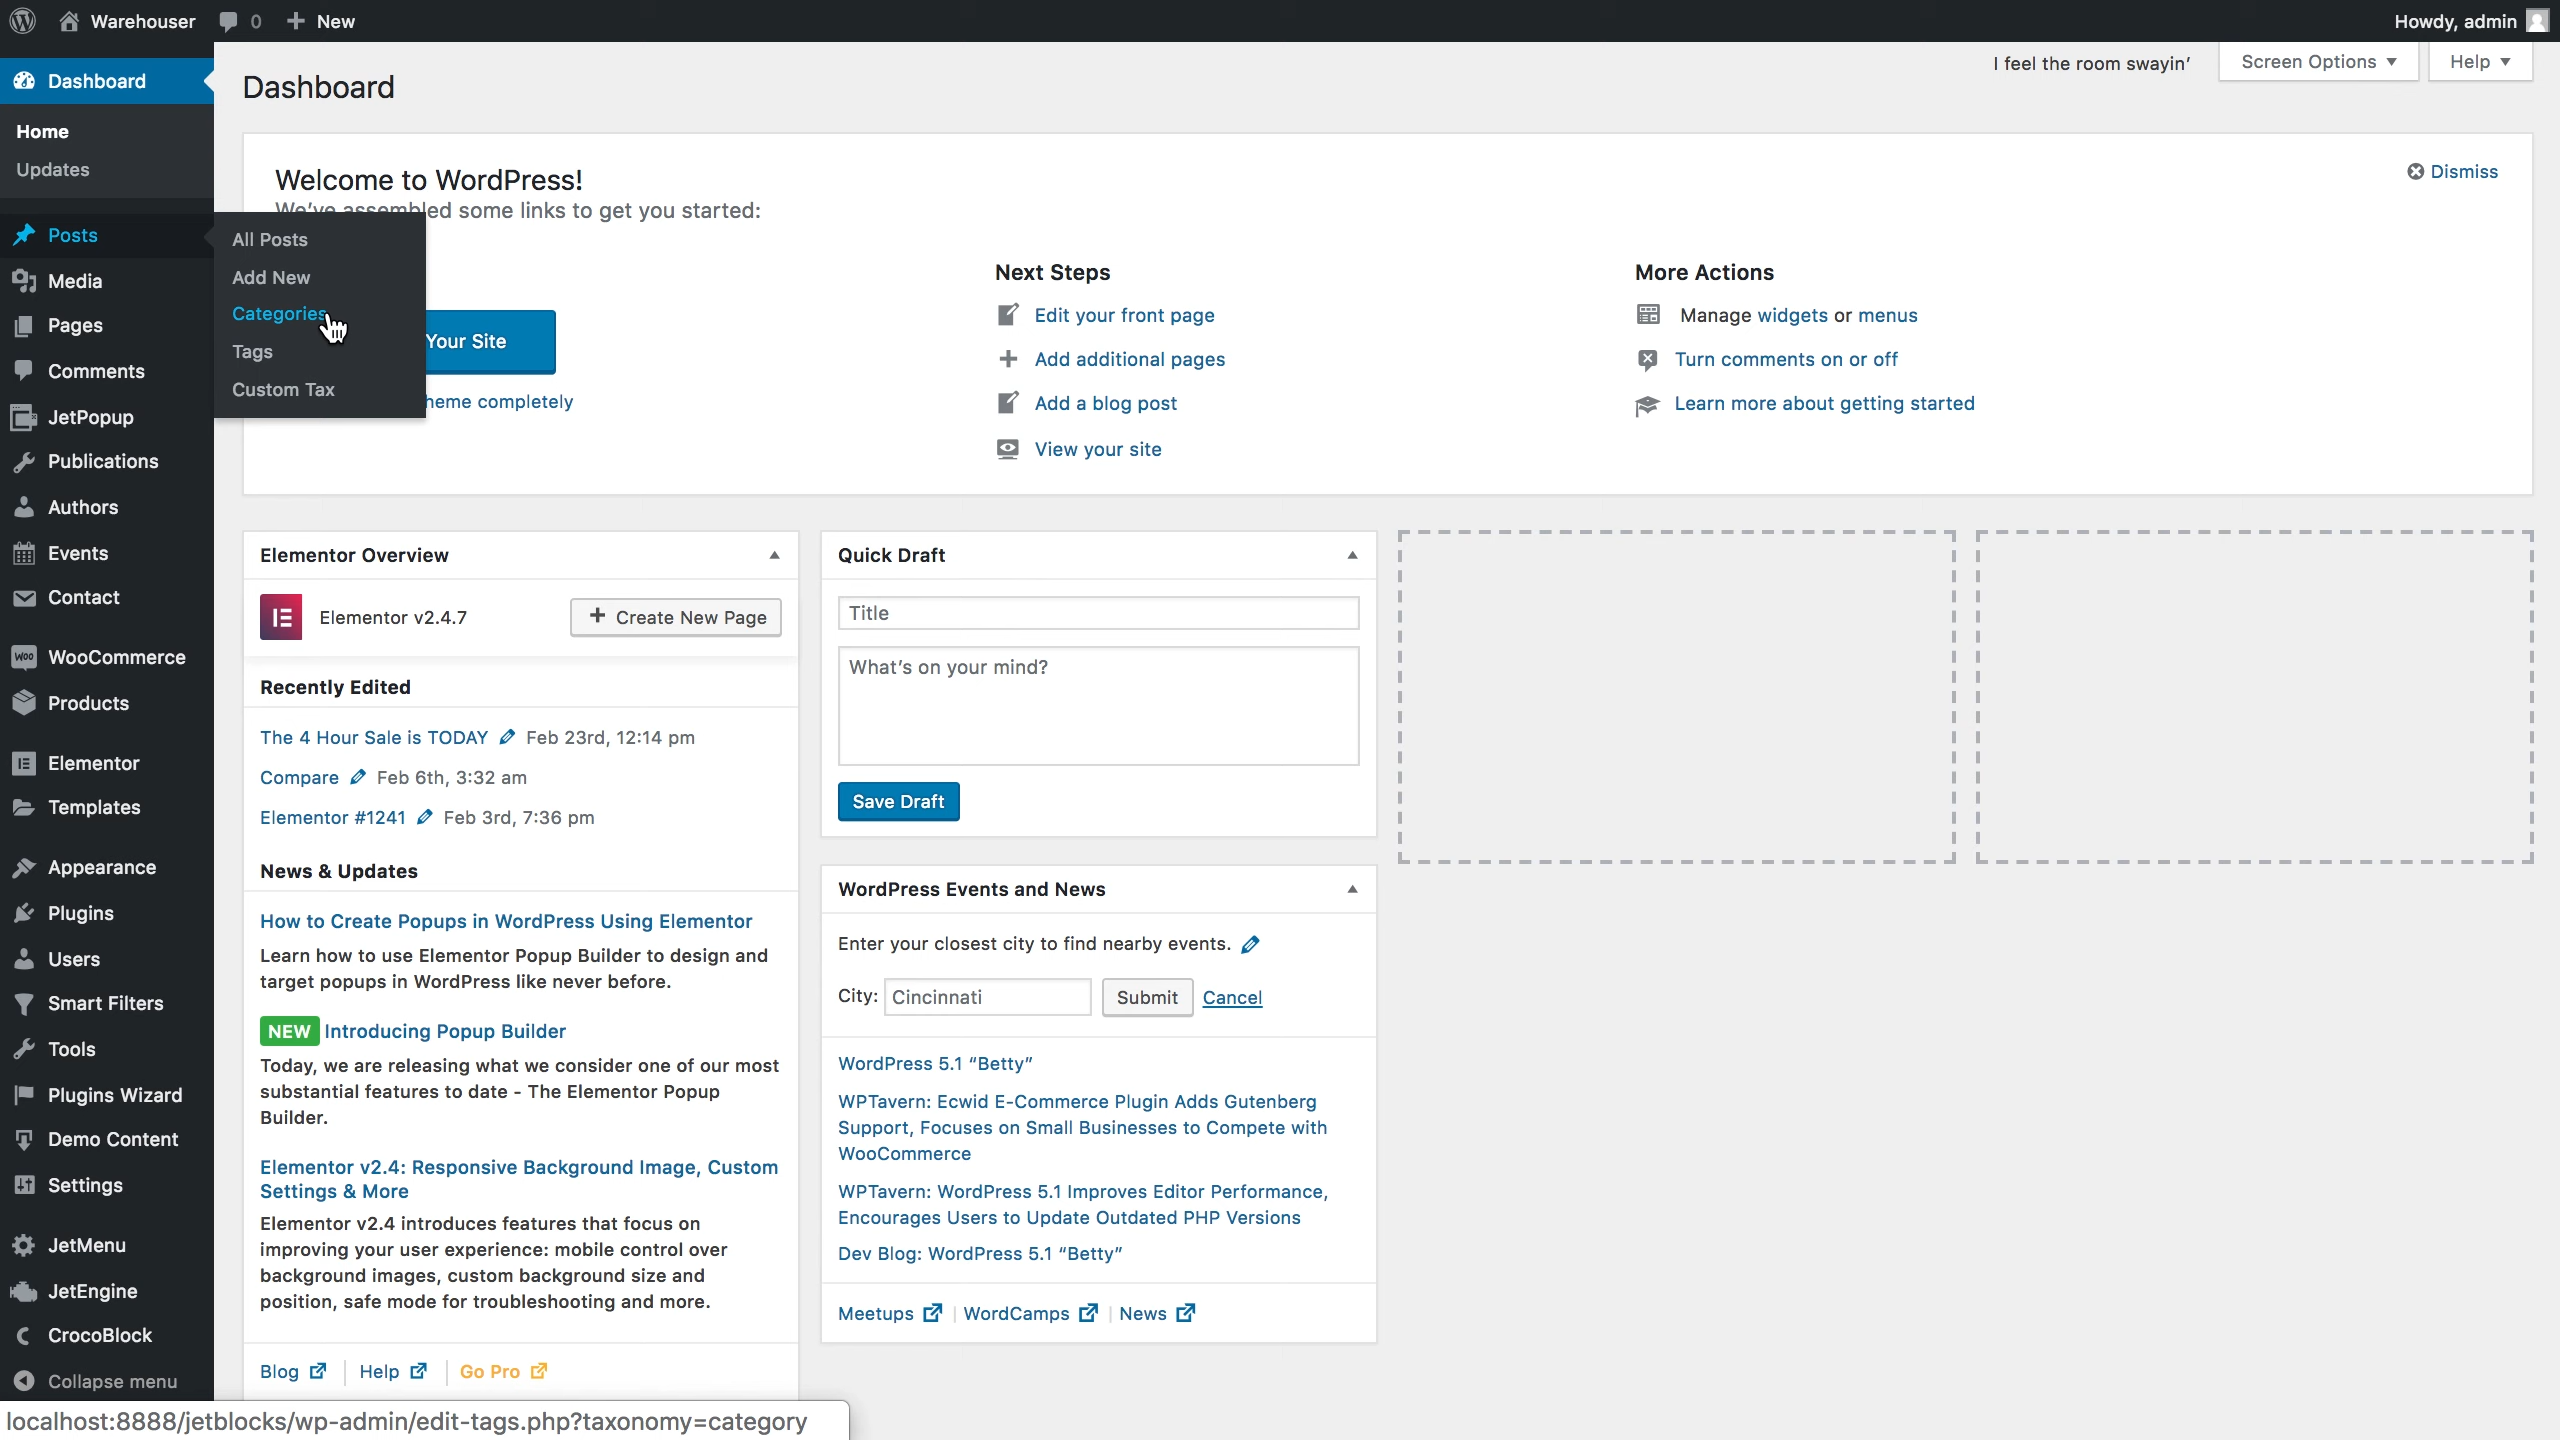 Warehouser 0 New
Howdy, admin
Dashboard
Home
Updates
Posts
Media
Pages
Comments
JetPopup
Publications
Authors
Events
Contact
WooCommerce
Products
Elementor
Templates
Appearance
Plugins
Users
Smart Filters
Tools
Plugins Wizard
Demo Content
Settings
JetMenu
JetEngine
CrocoBlock
Collapse menu
All Posts
Add New
Categories
Tags
Custom Tax
Dashboard
I feel the room swayin’
Screen Options
Help
Welcome to WordPress!
We've assembled some links to get you started:
Dismiss
Your Site
heme completely
Next Steps
Edit your front page
Add additional pages
Add a blog post
View your site
More Actions
Manage widgets or menus
Turn comments on or off
Learn more about getting started
Elementor Overview
Elementor v2.4.7
Create New Page
Recently Edited
The 4 Hour Sale is TODAY Feb 23rd, 12:14 pm
Compare Feb 6th, 3:32 am
Elementor #1241 Feb 3rd, 7:36 pm
News & Updates
How to Create Popups in WordPress Using Elementor
Learn how to use Elementor Popup Builder to design and
target popups in WordPress like never before.
NEW Introducing Popup Builder
Today, we are releasing what we consider one of our most
substantial features to date - The Elementor Popup
Builder.
Elementor v2.4: Responsive Background Image, Custom
Settings & More
Elementor v2.4 introduces features that focus on
improving your user experience: mobile control over
background images, custom background size and
position, safe mode for troubleshooting and more.
Blog Help Go Pro
Quick Draft
Title
What’s on your mind?
Save Draft
WordPress Events and News
Enter your closest city to find nearby events.
City: Cincinnati Submit Cancel
WordPress 5.1 “Betty”
WPTavern: Ecwid E-Commerce Plugin Adds Gutenberg
Support, Focuses on Small Businesses to Compete with
WooCommerce
WPTavern: WordPress 5.1 Improves Editor Performance,
Encourages Users to Update Outdated PHP Versions
Dev Blog: WordPress 5.1 “Betty”
Meetups WordCamps News
localhost:8888/jetblocks/wp-admin/edit-tags.php?taxonomy=category